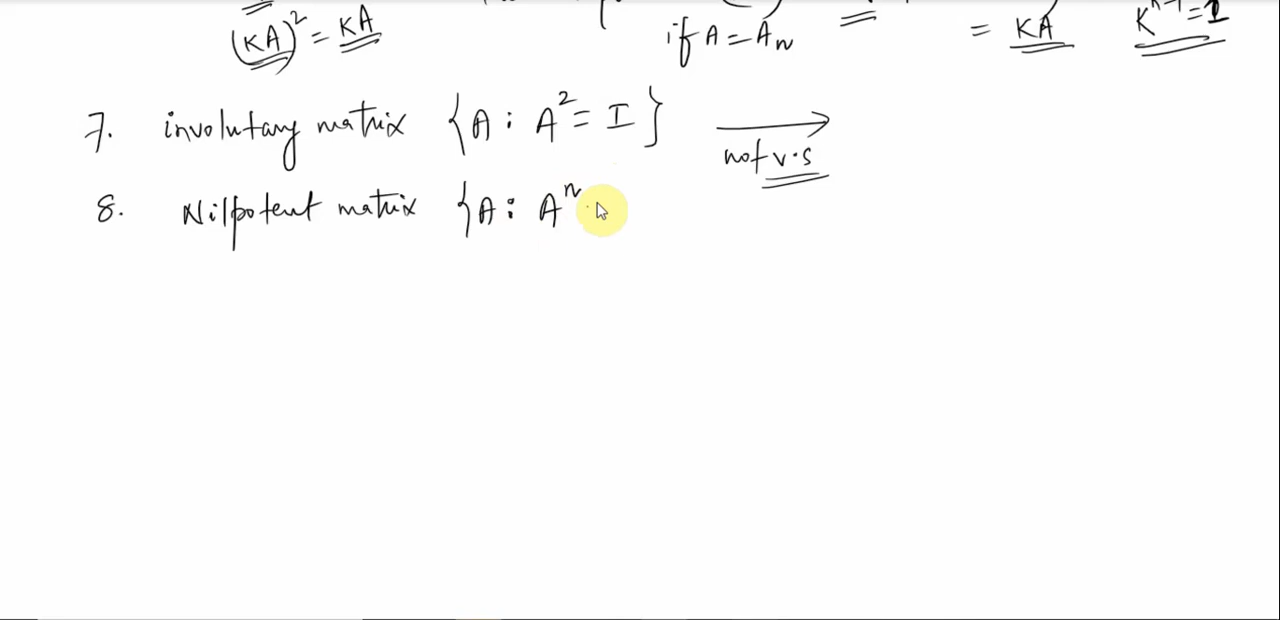 (KA)² = KA
if A = Aₙ = KA Kⁿ⁻¹ = 1
7. involutary matrix {A : A² = I} not v.s
8. Nilpotent matrix {A : Aⁿ